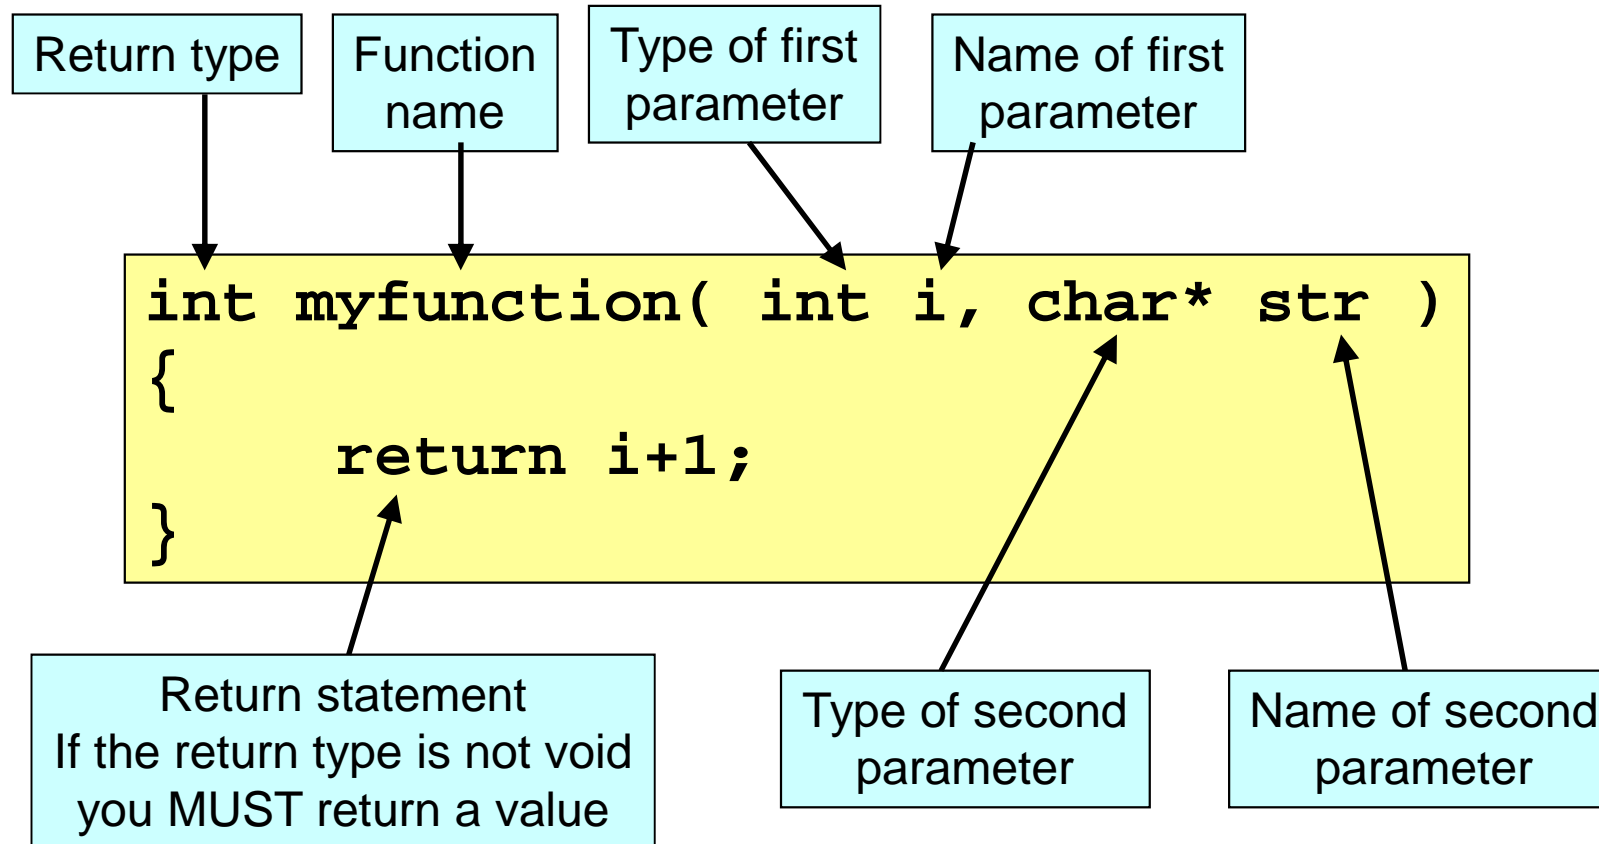 Return type
Function
name
Type of first
parameter
Name of first
parameter
int myfunction( int i, char* str )
{
return i+1;
}
Return statement
If the return type is not void
you MUST return a value
Type of second
parameter
Name of second
parameter